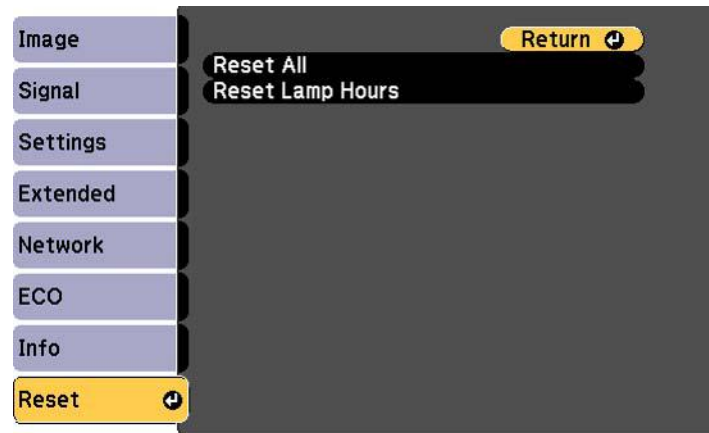 Image
Signal
Settings
Extended
Network
ECO
Info
Reset
Return
Reset All
Reset Lamp Hours